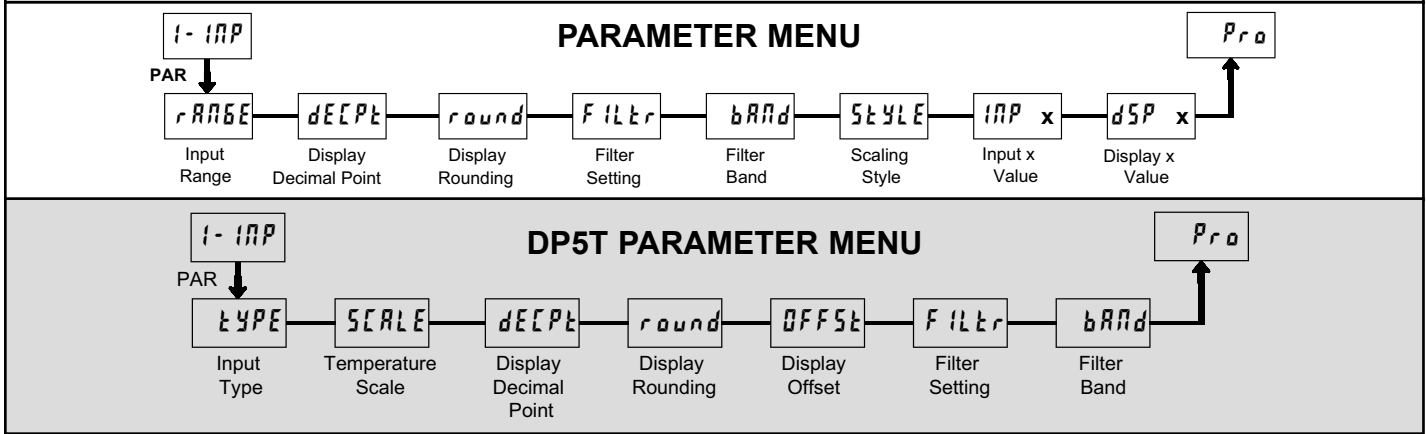 1-INP
PARAMETER MENU
Pro
PAR
rANGE
dECPt
round
FILtr
bANd
StYLE
INP x
dSP x
Input
Range
Display
Decimal Point
Display
Rounding
Filter
Setting
Filter
Band
Scaling
Style
Input x
Value
Display x
Value
1-INP
DP5T PARAMETER MENU
Pro
PAR
tYPE
SCALE
dECPt
round
OFFSt
FILtr
bANd
Input
Type
Temperature
Scale
Display
Decimal
Point
Display
Rounding
Display
Offset
Filter
Setting
Filter
Band